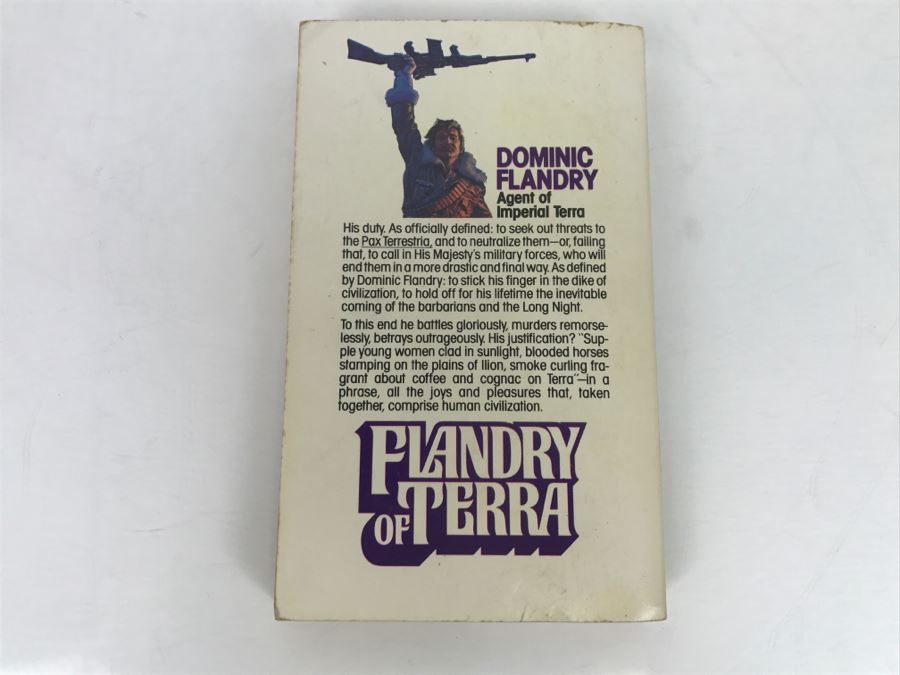 DOMINIC
FLANDRY
Agent of
Imperial Terra
His duty. As officially defined: to seek out threats to
the Pax Terrestria, and to neutralize them—or, failing
that, to call in His Majesty's military forces, who will
end them in a more drastic and final way. As defined
by Dominic Flandry: to stick his finger in the dike of
civilization, to hold off for his lifetime the inevitable
coming of the barbarians and the Long Night.
To this end he battles gloriously, murders remorse-
lessly, betrays outrageously. His justification? "Sup-
ple young women clad in sunlight, blooded horses
stamping on the plains of Ilion, smoke curling fra-
grant about coffee and cognac on Terra"—in a
phrase, all the joys and pleasures that, taken
together, comprise human civilization.
FLANDRY
OF TERRA